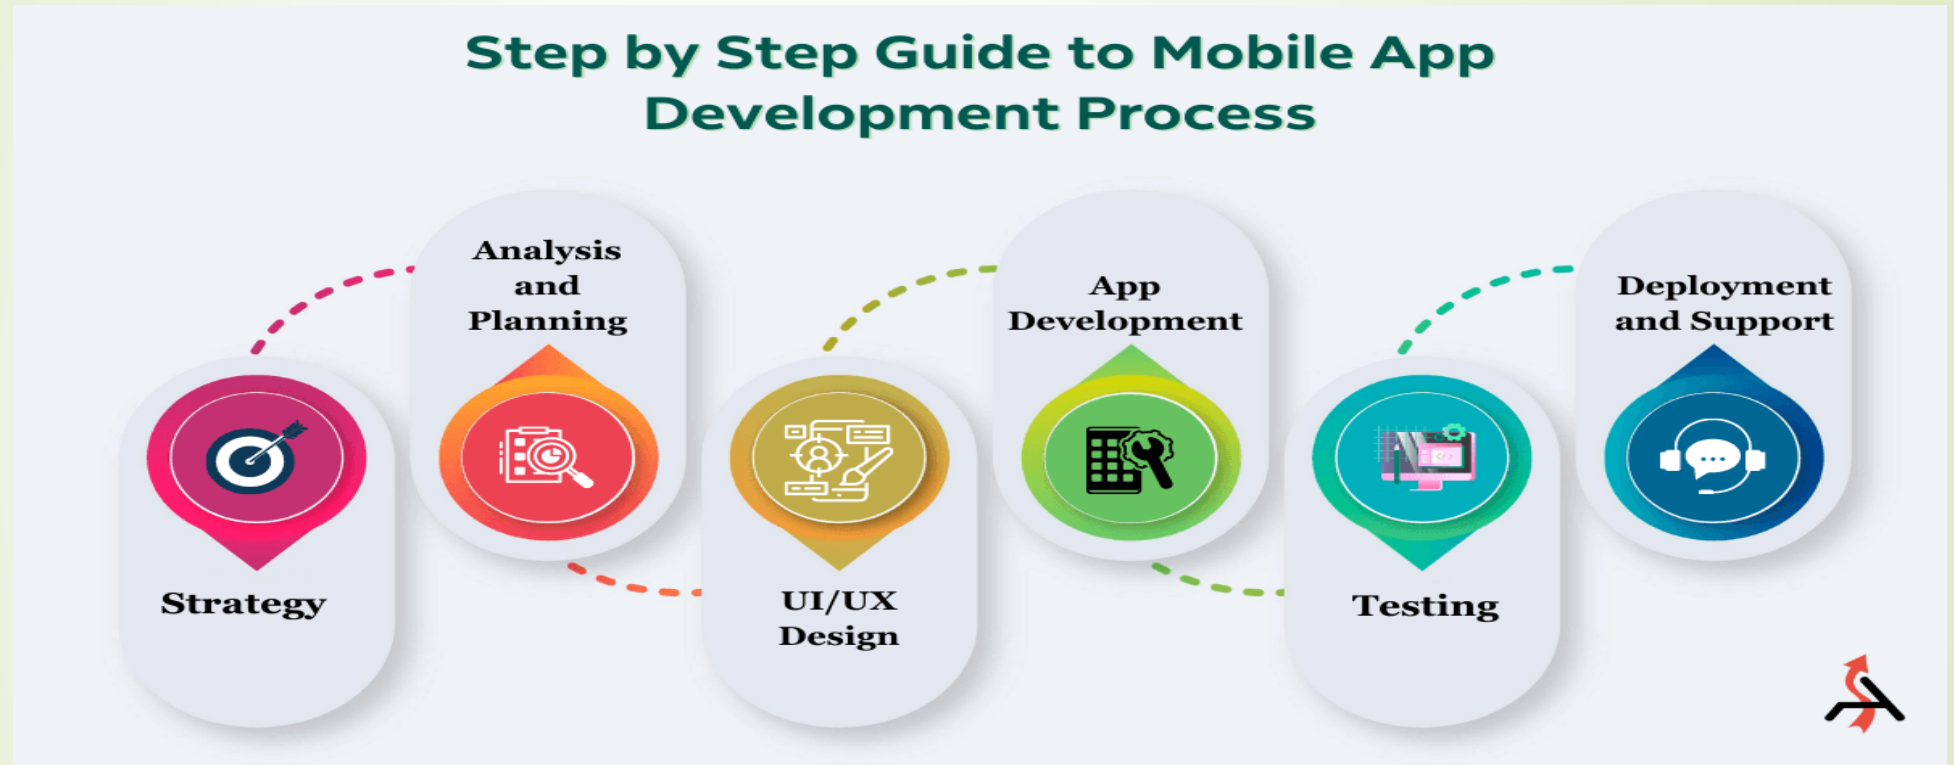 Step by Step Guide to Mobile App
Development Process
Strategy
Analysis
and
Planning
UI/UX
Design
App
Development
Testing
Deployment
and Support